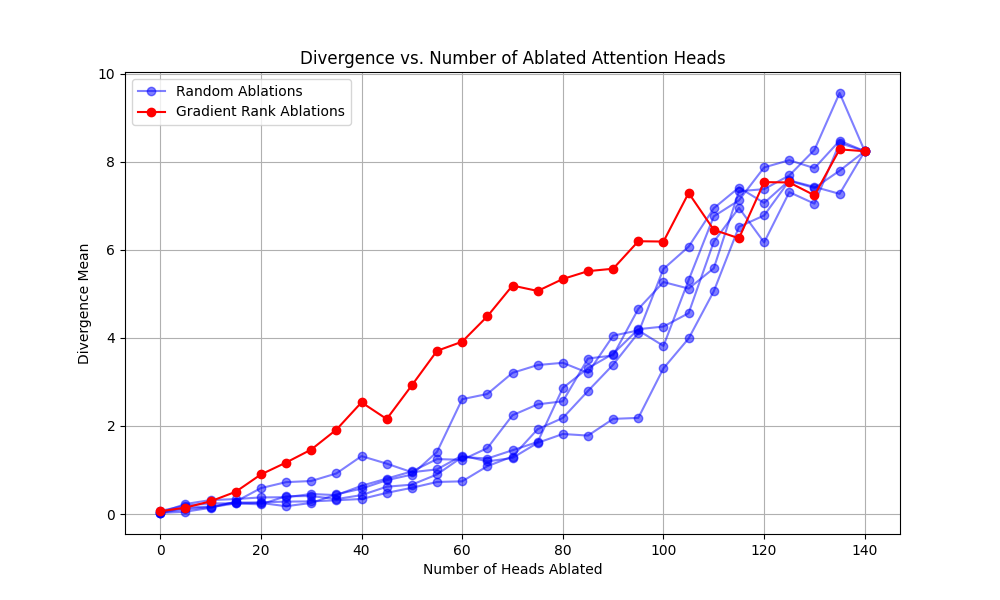 Divergence vs. Number of Ablated Attention Heads
Random Ablations
Gradient Rank Ablations
Divergence Mean
10
8
6
4
2
0
0 20 40 60 80 100 120 140
Number of Heads Ablated